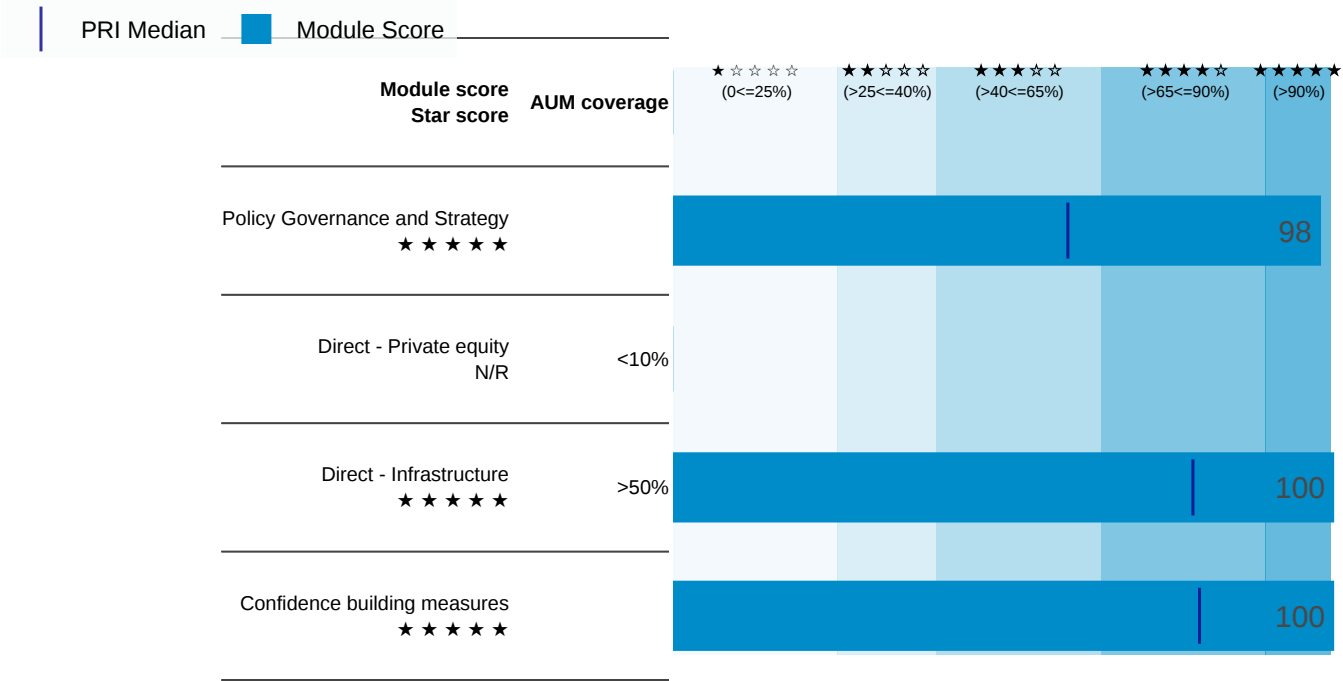 PRI Median Module Score
Module score
Star score
AUM coverage
★☆☆☆☆ ★★☆☆☆ ★★★☆☆ ★★★★☆ ★★★★★
(0<=25%) (>25<=40%) (>40<=65%) (>65<=90%) (>90%)
Policy Governance and Strategy
★★★★★
98
Direct - Private equity
N/R
<10%
Direct - Infrastructure
★★★★★
>50%
100
Confidence building measures
★★★★★
100